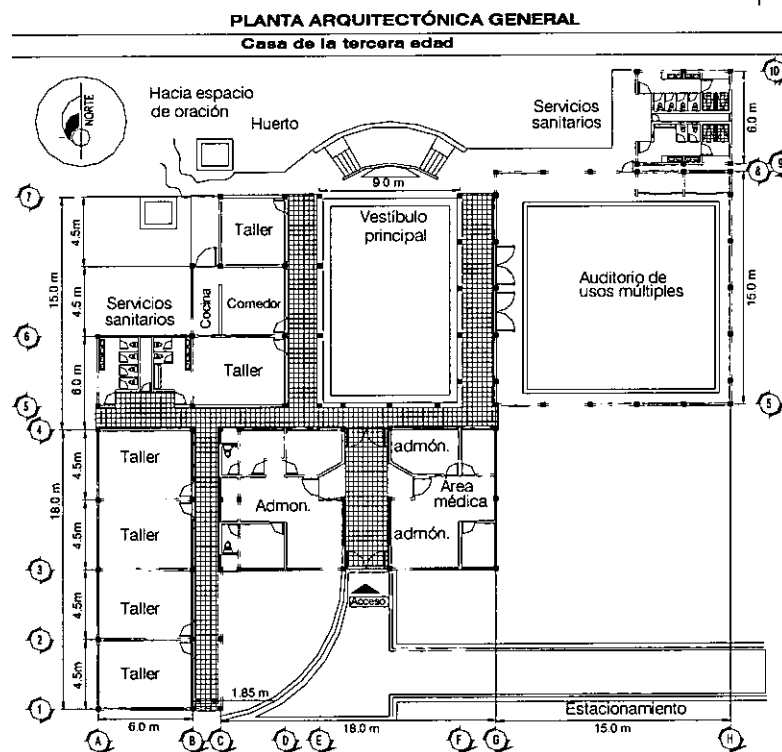 PLANTA ARQUITECTÓNICA GENERAL
Casa de la tercera edad
NORTE
Hacia espacio
de oración
Huerto
Servicios
sanitarios
10
6.0 m
9
8
7
9.0 m
4.5m
Taller
Vestíbulo
principal
15.0 m
4.5 m
Servicios
sanitarios
Cocina
Comedor
Auditorio de
usos múltiples
15.0 m
6
6.0 m
Taller
5
5
4
4.5m
Taller
admón.
Area
médica
18.0 m
Admon.
4.5m
Taller
admón.
3
4.5m
Taller
Acceso
2
4.5m
Taller
1.85 m
1
Estacionamiento
6.0 m
18.0 m
15.0 m
A
B
C
D
E
F
G
H